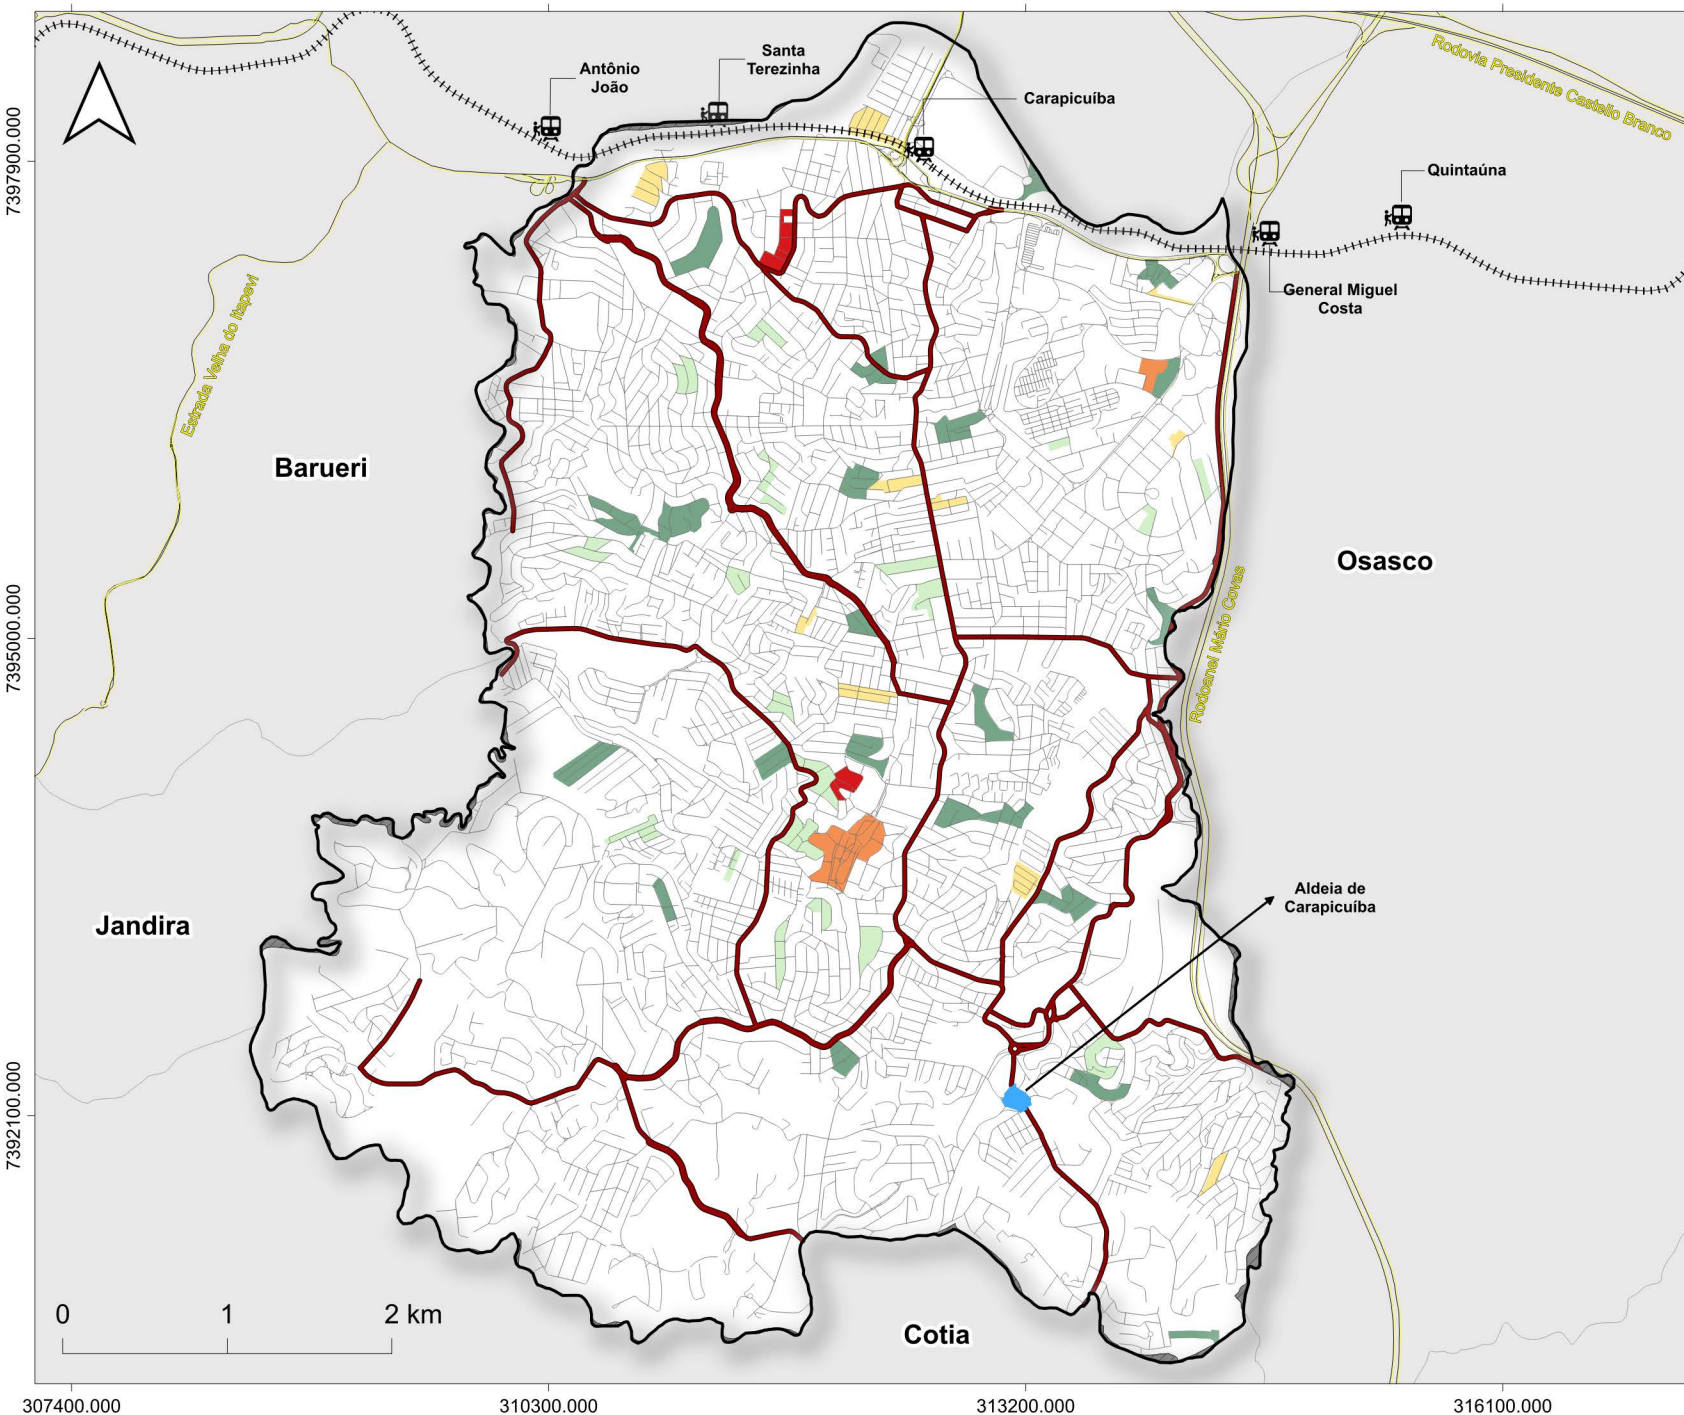 Rodovia Presidente Castello Branco
Santa
Terezinha
Antônio
João
Carapicuíba
7397900.000
Quintaúna
General Miguel
Costa
Estrada Velha do Itapevi
Barueri
Osasco
7395000.000
Rodoanel Mário Covas
Aldeia de
Carapicuíba
Jandira
7392100.000
0 1 2 km
Cotia
307400.000 310300.000 313200.000 316100.000